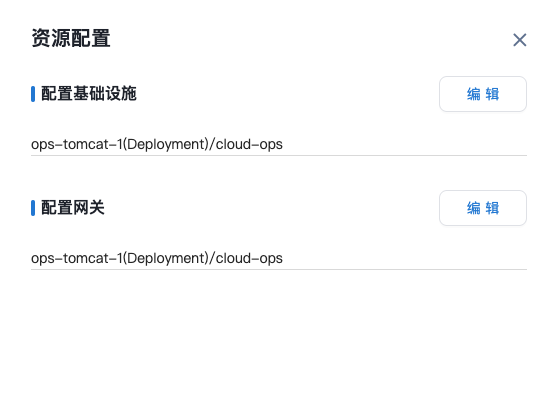 资源配置
配置基础设施
编 辑
ops-tomcat-1(Deployment)/cloud-ops
配置网关
编 辑
ops-tomcat-1(Deployment)/cloud-ops